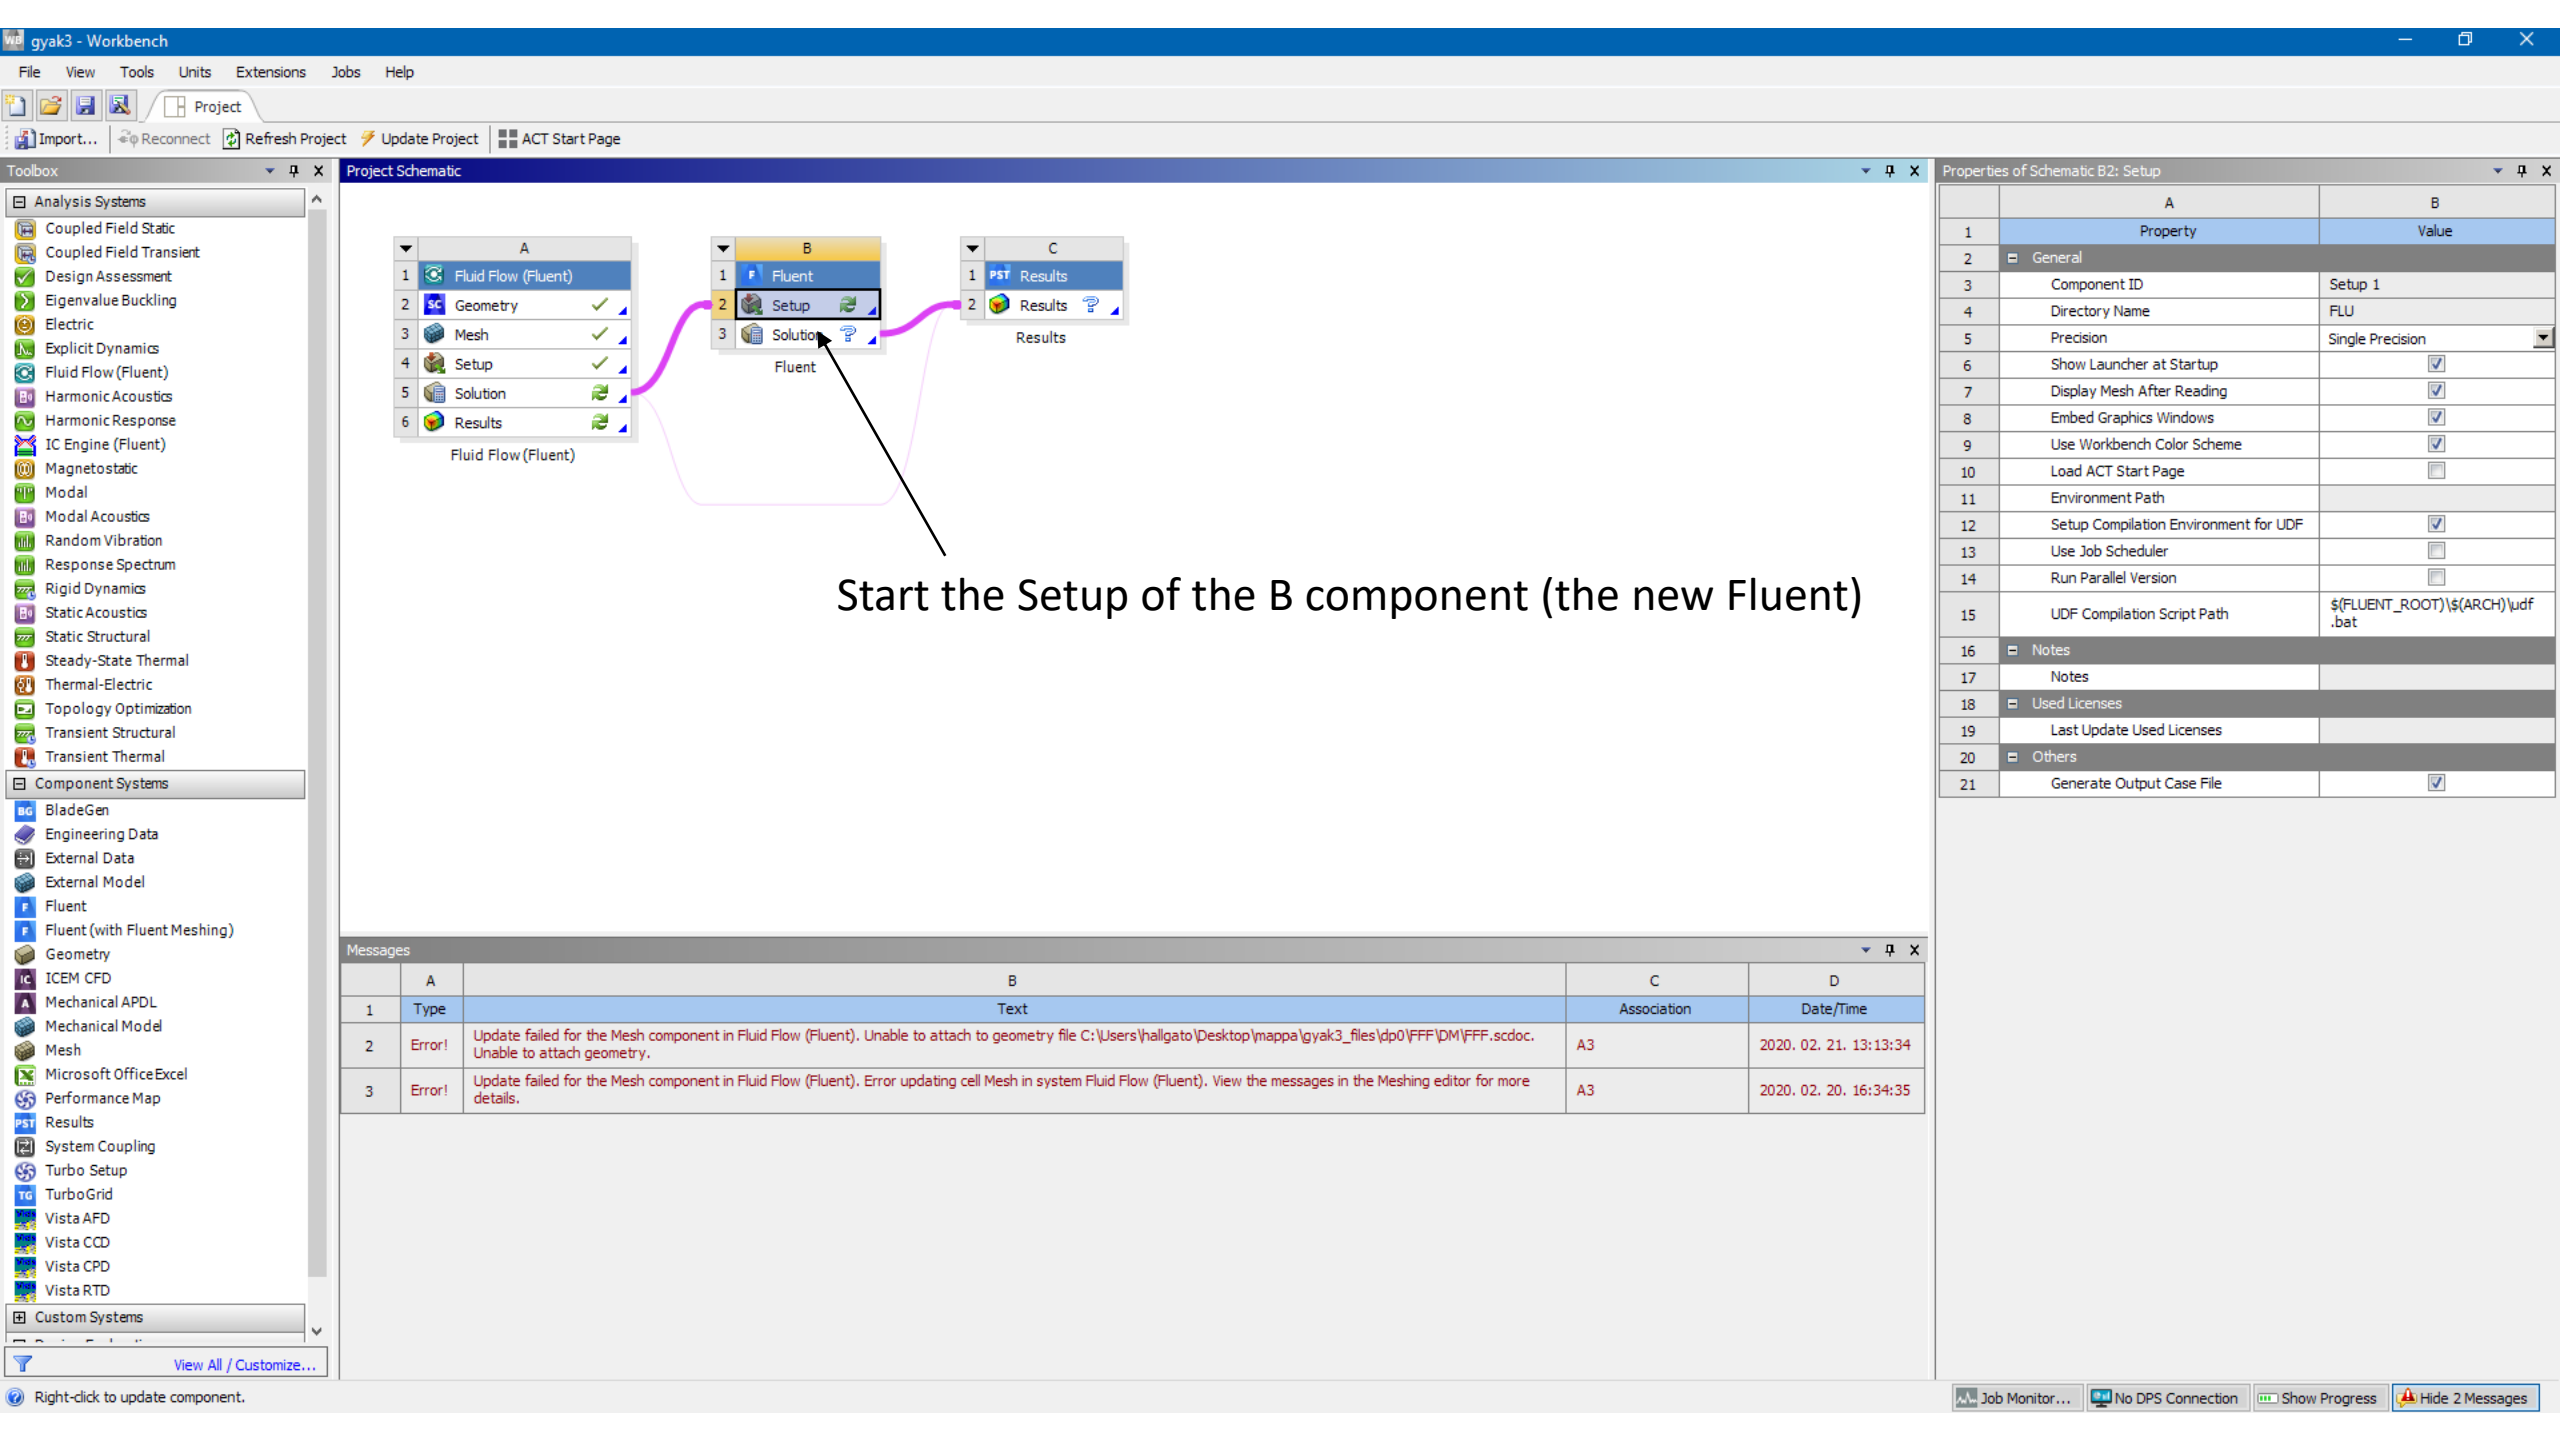 gyak3 - Workbench
File View Tools Units Extensions Jobs Help
Project
Import... Reconnect Refresh Project Update Project ACT Start Page
Toolbox
Analysis Systems
Coupled Field Static
Coupled Field Transient
Design Assessment
Eigenvalue Buckling
Electric
Explicit Dynamics
Fluid Flow (Fluent)
Harmonic Acoustics
Harmonic Response
IC Engine (Fluent)
Magnetostatic
Modal
Modal Acoustics
Random Vibration
Response Spectrum
Rigid Dynamics
Static Acoustics
Static Structural
Steady-State Thermal
Thermal-Electric
Topology Optimization
Transient Structural
Transient Thermal
Component Systems
BladeGen
Engineering Data
External Data
External Model
Fluent
Fluent (with Fluent Meshing)
Geometry
ICEM CFD
Mechanical APDL
Mechanical Model
Mesh
Microsoft Office Excel
Performance Map
Results
System Coupling
Turbo Setup
TurboGrid
Vista AFD
Vista CCD
Vista CPD
Vista RTD
Custom Systems
View All / Customize...
Project Schematic
A
1 Fluid Flow (Fluent)
2 Geometry
3 Mesh
4 Setup
5 Solution
6 Results
Fluid Flow (Fluent)
B
1 Fluent
2 Setup
3 Solution
Fluent
C
1 PST Results
2 Results
Results
Start the Setup of the B component (the new Fluent)
Messages
A B C D
1 Type Text Association Date/Time
2 Error! Update failed for the Mesh component in Fluid Flow (Fluent). Unable to attach to geometry file C:\Users\hallgato\Desktop\mappa\gyak3_files\dp0\FFF\DM\FFF.scdoc.
Unable to attach geometry. A3 2020. 02. 21. 13:13:34
3 Error! Update failed for the Mesh component in Fluid Flow (Fluent). Error updating cell Mesh in system Fluid Flow (Fluent). View the messages in the Meshing editor for more
details. A3 2020. 02. 20. 16:34:35
Properties of Schematic B2: Setup
A B
1 Property Value
2 General
3 Component ID Setup 1
4 Directory Name FLU
5 Precision Single Precision
6 Show Launcher at Startup
7 Display Mesh After Reading
8 Embed Graphics Windows
9 Use Workbench Color Scheme
10 Load ACT Start Page
11 Environment Path
12 Setup Compilation Environment for UDF
13 Use Job Scheduler
14 Run Parallel Version
15 UDF Compilation Script Path $(FLUENT_ROOT)\$(ARCH)\udf
.bat
16 Notes
17 Notes
18 Used Licenses
19 Last Update Used Licenses
20 Others
21 Generate Output Case File
Right-click to update component.
Job Monitor... No DPS Connection Show Progress Hide 2 Messages